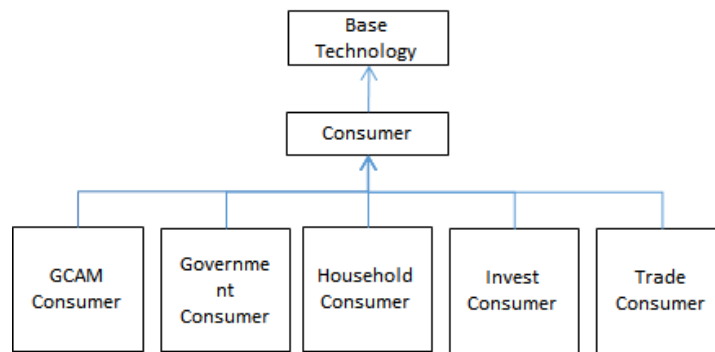 Base
Technology
Consumer
GCAM
Consumer
Governme
nt
Consumer
Household
Consumer
Invest
Consumer
Trade
Consumer